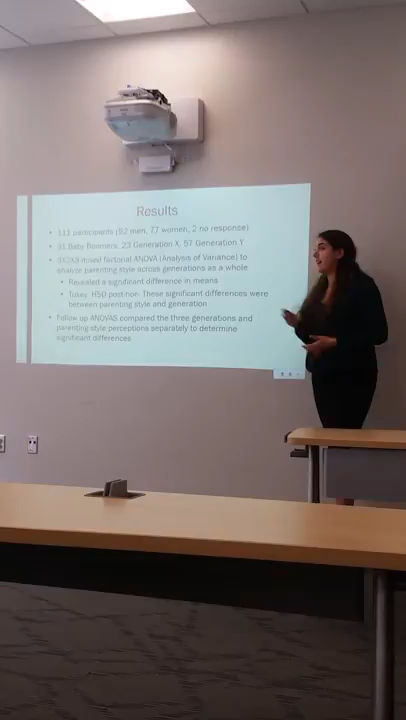 Results
participants (52 men, 77 women, 2 no response)
31 Baby Boomers, 23 Generation X, 57 Generation Y
mixed factorial ANOVA (Analysis of Variance) to
analyze parenting style across generations as a whole
Revealed a significant difference in means
Tukey HSD post-hoc- These significant differences were
between parenting style and generation
Follow up ANOVAS compared the three generations and
parenting style perceptions separately to determine
significant differences